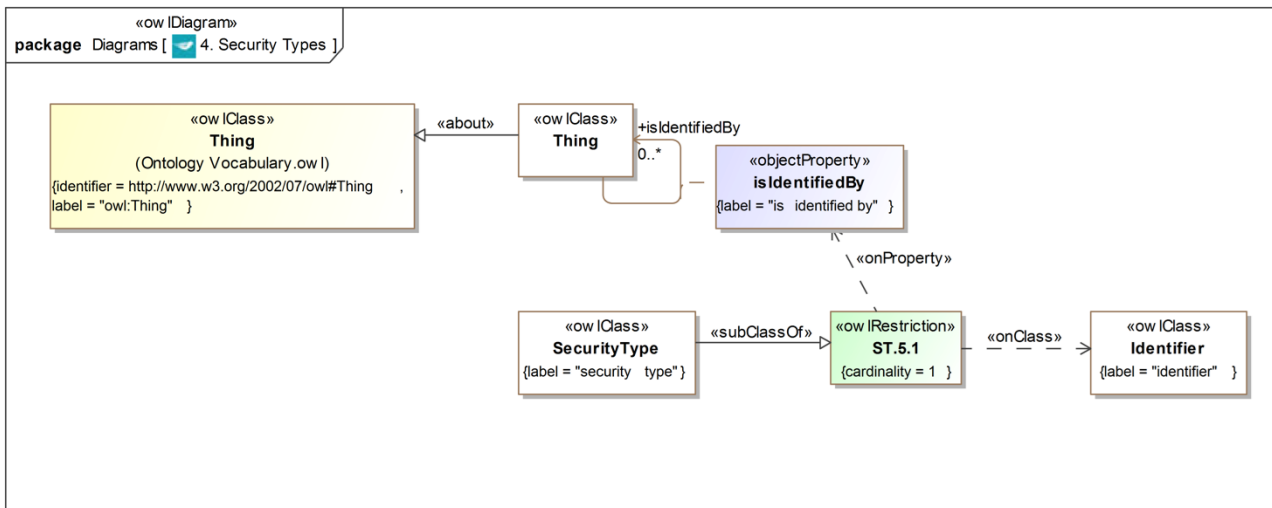 «owlDiagram»
package Diagrams [ 4. Security Types ]
«owlClass»
Thing
(Ontology Vocabulary.owl)
{identifier = http://www.w3.org/2002/07/owl#Thing ,
label = "owl:Thing" }
«about»
«owlClass»
Thing
+isIdentifiedBy
0..*
«objectProperty»
isIdentifiedBy
{label = "is identified by" }
«onProperty»
«owlClass»
SecurityType
{label = "security type"}
«subClassOf»
«owlRestriction»
ST.5.1
{cardinality = 1 }
«onClass»
«owlClass»
Identifier
{label = "identifier" }